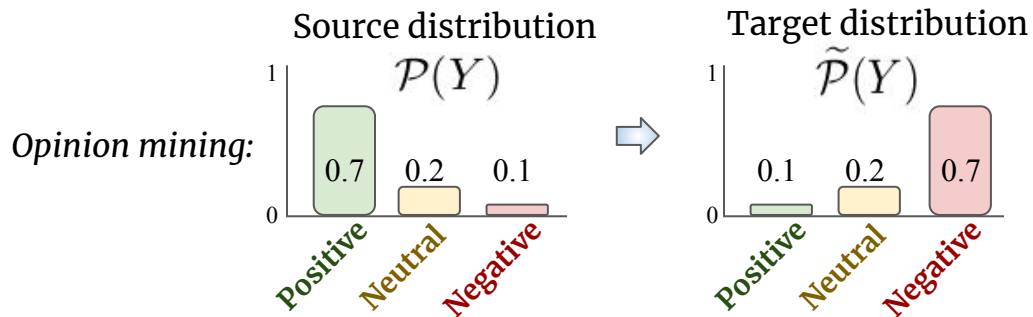 Source distribution
P(Y)
1
Opinion mining:
0.7
0.2
0.1
0
Positive
Neutral
Negative
Target distribution
P̃(Y)
1
0.1
0.2
0.7
0
Positive
Neutral
Negative